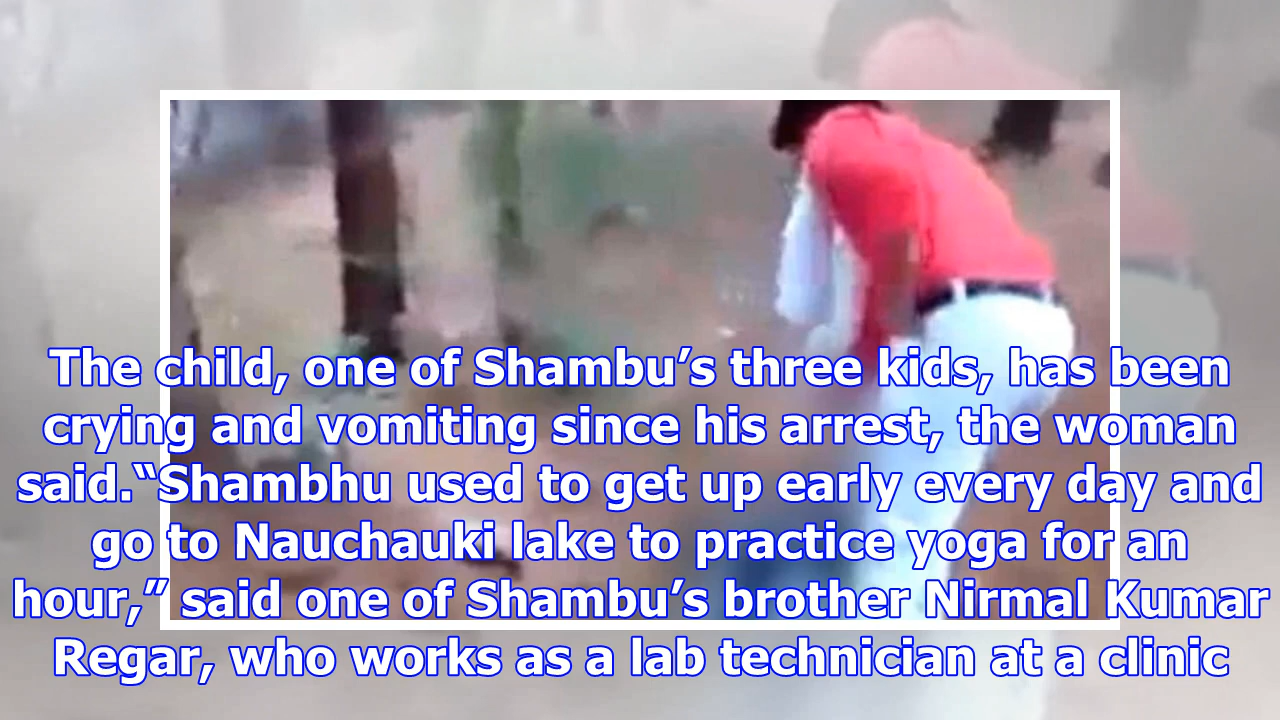 The child, one of Shambu’s three kids, has been
crying and vomiting since his arrest, the woman
said.“Shambhu used to get up early every day and
go to Nauchauki lake to practice yoga for an
hour,” said one of Shambu’s brother Nirmal Kumar
Regar, who works as a lab technician at a clinic